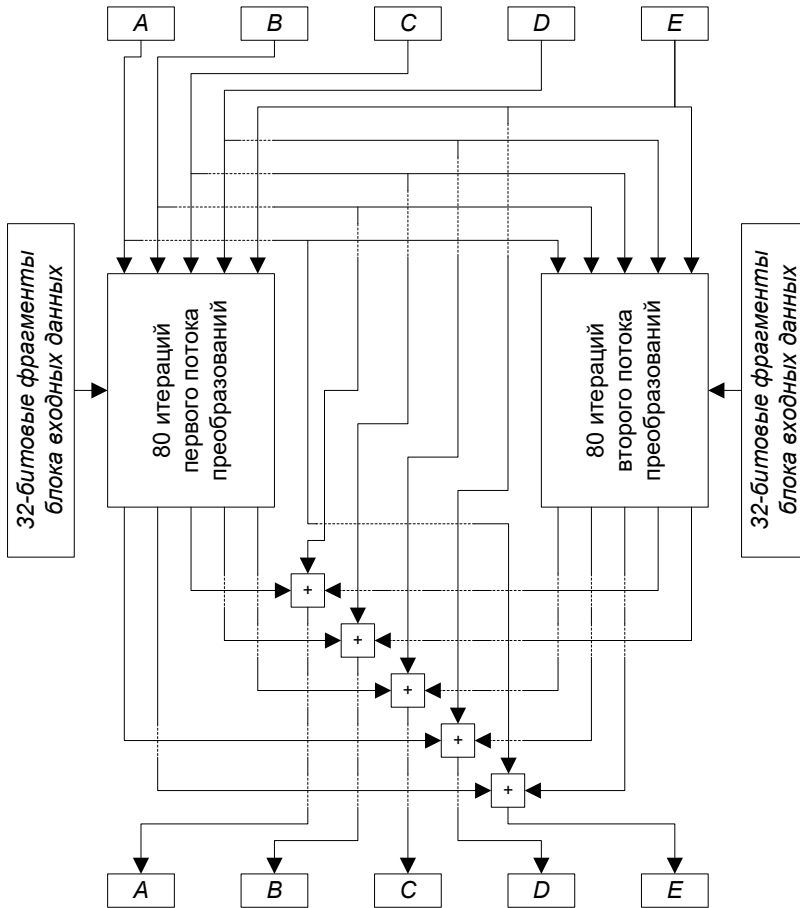 A B C D E
32-битовые фрагменты
блока входных данных
80 итераций
первого потока
преобразований
80 итераций
второго потока
преобразований
32-битовые фрагменты
блока входных данных
+
+
+
+
+
A B C D E